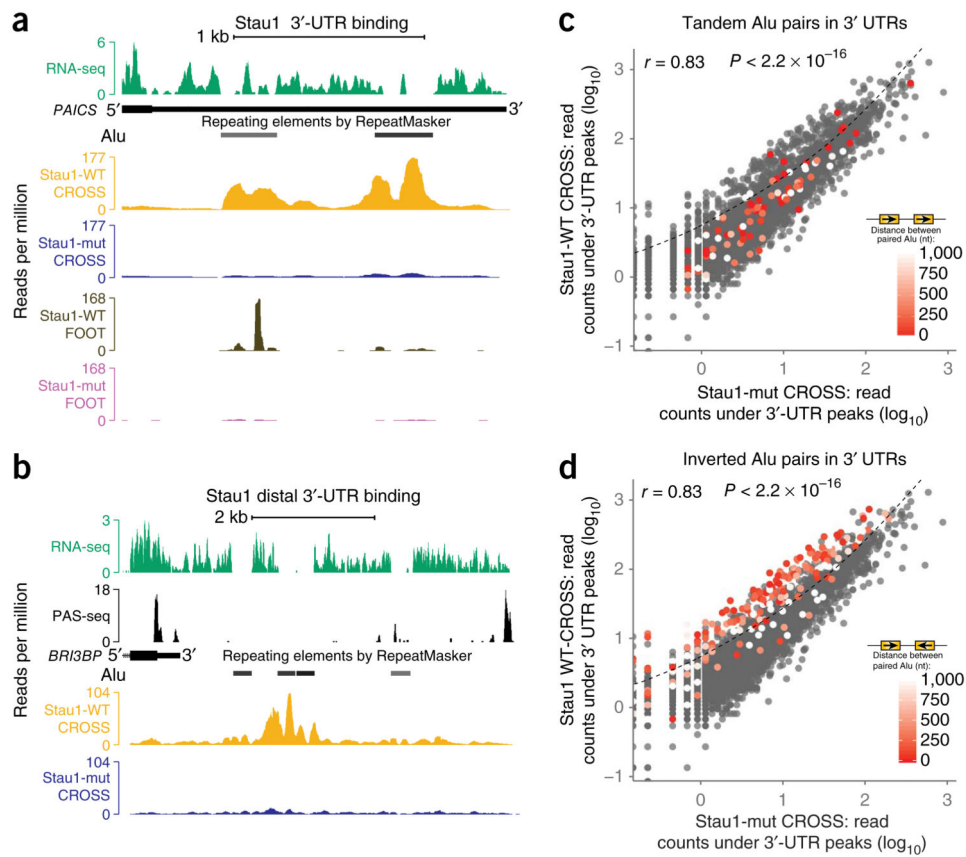 a
Stau1 3′-UTR binding
1 kb
6
RNA-seq
0
PAICS 5′ 3′
Repeating elements by RepeatMasker
Alu
177
Stau1-WT
CROSS
0
177
Stau1-mut
CROSS
0
168
Stau1-WT
FOOT
0
168
Stau1-mut
FOOT
0
Reads per million
b
Stau1 distal 3′-UTR binding
2 kb
3
RNA-seq
0
18
PAS-seq
0
BRI3BP 5′ 3′
Repeating elements by RepeatMasker
Alu
104
Stau1-WT
CROSS
0
104
Stau1-mut
CROSS
0
Reads per million
c
Tandem Alu pairs in 3′ UTRs
r = 0.83 P < 2.2 × 10−16
Stau1-WT CROSS: read
counts under 3′-UTR peaks (log10)
3
2
1
0
−1
0 1 2 3
Stau1-mut CROSS: read
counts under 3′-UTR peaks (log10)
Distance between
paired Alu (nt):
1,000
750
500
250
0
d
Inverted Alu pairs in 3′ UTRs
r = 0.83 P < 2.2 × 10−16
Stau1 WT-CROSS: read
counts under 3′ UTR peaks (log10)
3
2
1
0
−1
0 1 2 3
Stau1-mut CROSS: read
counts under 3′-UTR peaks (log10)
Distance between
paired Alu (nt):
1,000
750
500
250
0